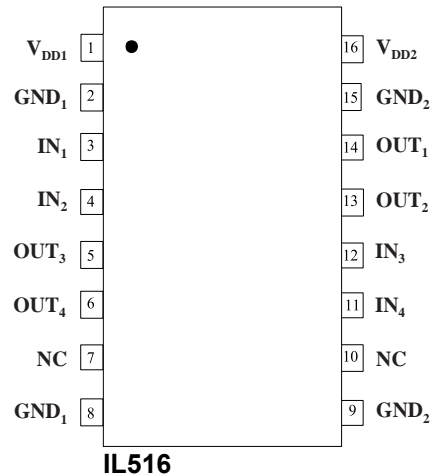 V_DD1 1 16 V_DD2
GND_1 2 15 GND_2
IN_1 3 14 OUT_1
IN_2 4 13 OUT_2
OUT_3 5 12 IN_3
OUT_4 6 11 IN_4
NC 7 10 NC
GND_1 8 9 GND_2
IL516